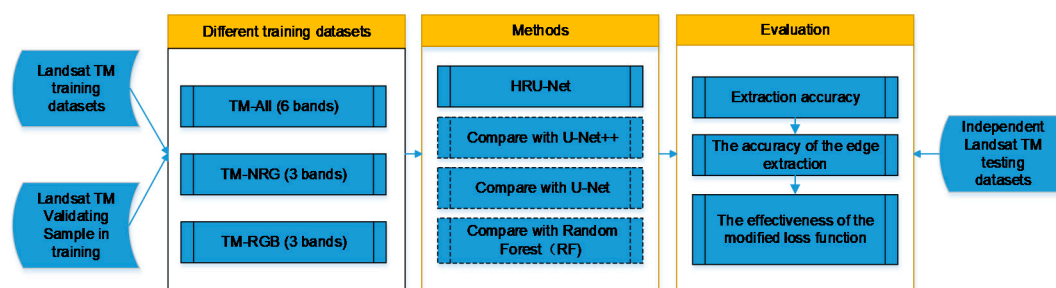 Landsat TM
training
datasets
Landsat TM
Validating
Sample in
training
Different training datasets
TM-All (6 bands)
TM-NRG (3 bands)
TM-RGB (3 bands)
Methods
HRU-Net
Compare with U-Net++
Compare with U-Net
Compare with Random
Forest（RF)
Evaluation
Extraction accuracy
The accuracy of the edge
extraction
The effectiveness of the
modified loss function
Independent
Landsat TM
testing
datasets